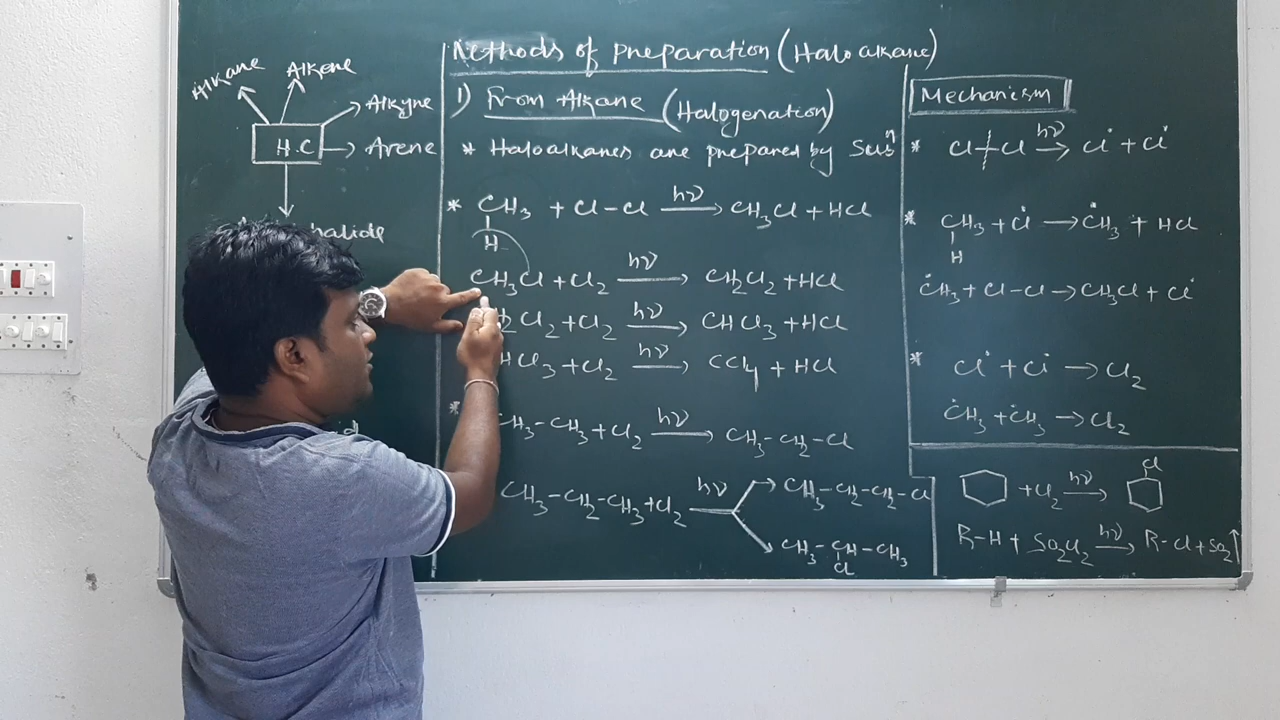 Alkane
Alkene
Alkyne
H.C
Arene
halide
Methods of preparation (Haloalkane)
1) From Alkane (Halogenation)
* Haloalkanes are prepared by Subⁿ
* CH₃ + Cl-Cl hν → CH₃Cl + HCl
H
CH₃Cl + Cl₂ hν → CH₂Cl₂ + HCl
H₂Cl₂ + Cl₂ hν → CHCl₃ + HCl
HCl₃ + Cl₂ hν → CCl₄ + HCl
* CH₃-CH₃ + Cl₂ hν → CH₃-CH₂-Cl
CH₃-CH₂-CH₃ + Cl₂ hν → CH₃-CH₂-CH₂-Cl
→ CH₃-CH-CH₃
Cl
Mechanism
* Cl-Cl hν → Cl• + Cl•
* CH₃ + Cl• → •CH₃ + HCl
H
•CH₃ + Cl-Cl → CH₃Cl + Cl•
* Cl• + Cl• → Cl₂
•CH₃ + •CH₃ → Cl₂
Cl
+ Cl₂ hν →
R-H + SO₂Cl₂ hν → R-Cl + SO₂↑